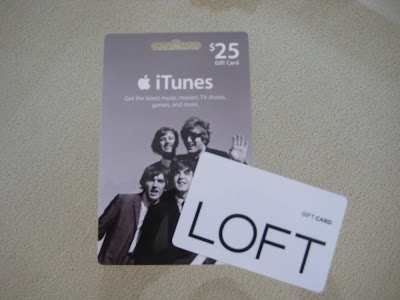 $25
Gift Card
iTunes
Get the latest music, movies, TV shows,
games, and more.
GIFT CARD
LOFT